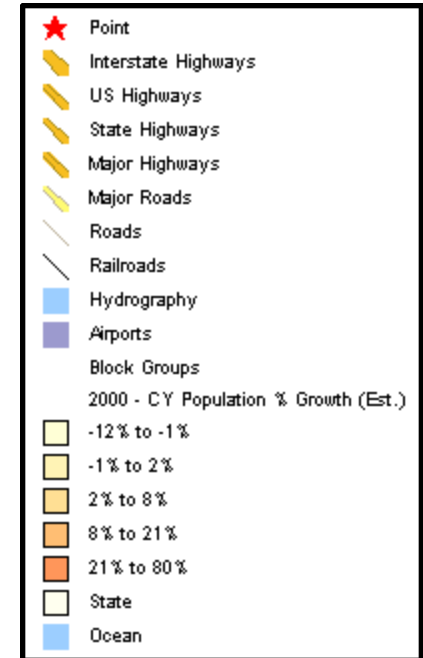 Point
Interstate Highways
US Highways
State Highways
Major Highways
Major Roads
Roads
Railroads
Hydrography
Airports
Block Groups
2000 - CY Population % Growth (Est.)
-12% to -1%
-1% to 2%
2% to 8%
8% to 21%
21% to 80%
State
Ocean